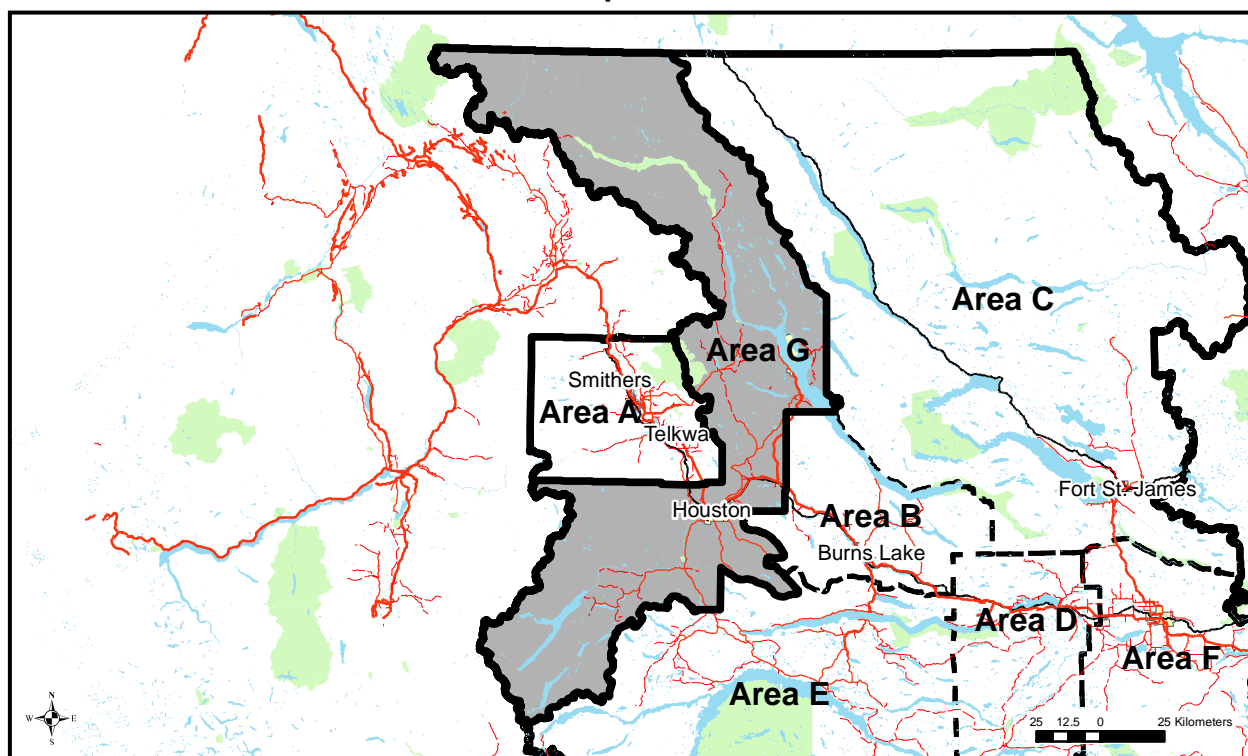 Area C
Area G
Smithers
Area A
Telkwa
Fort St. James
Houston
Area B
Burns Lake
Area D
Area F
Area E
N
W E
S
25 12.5 0 25 Kilometers